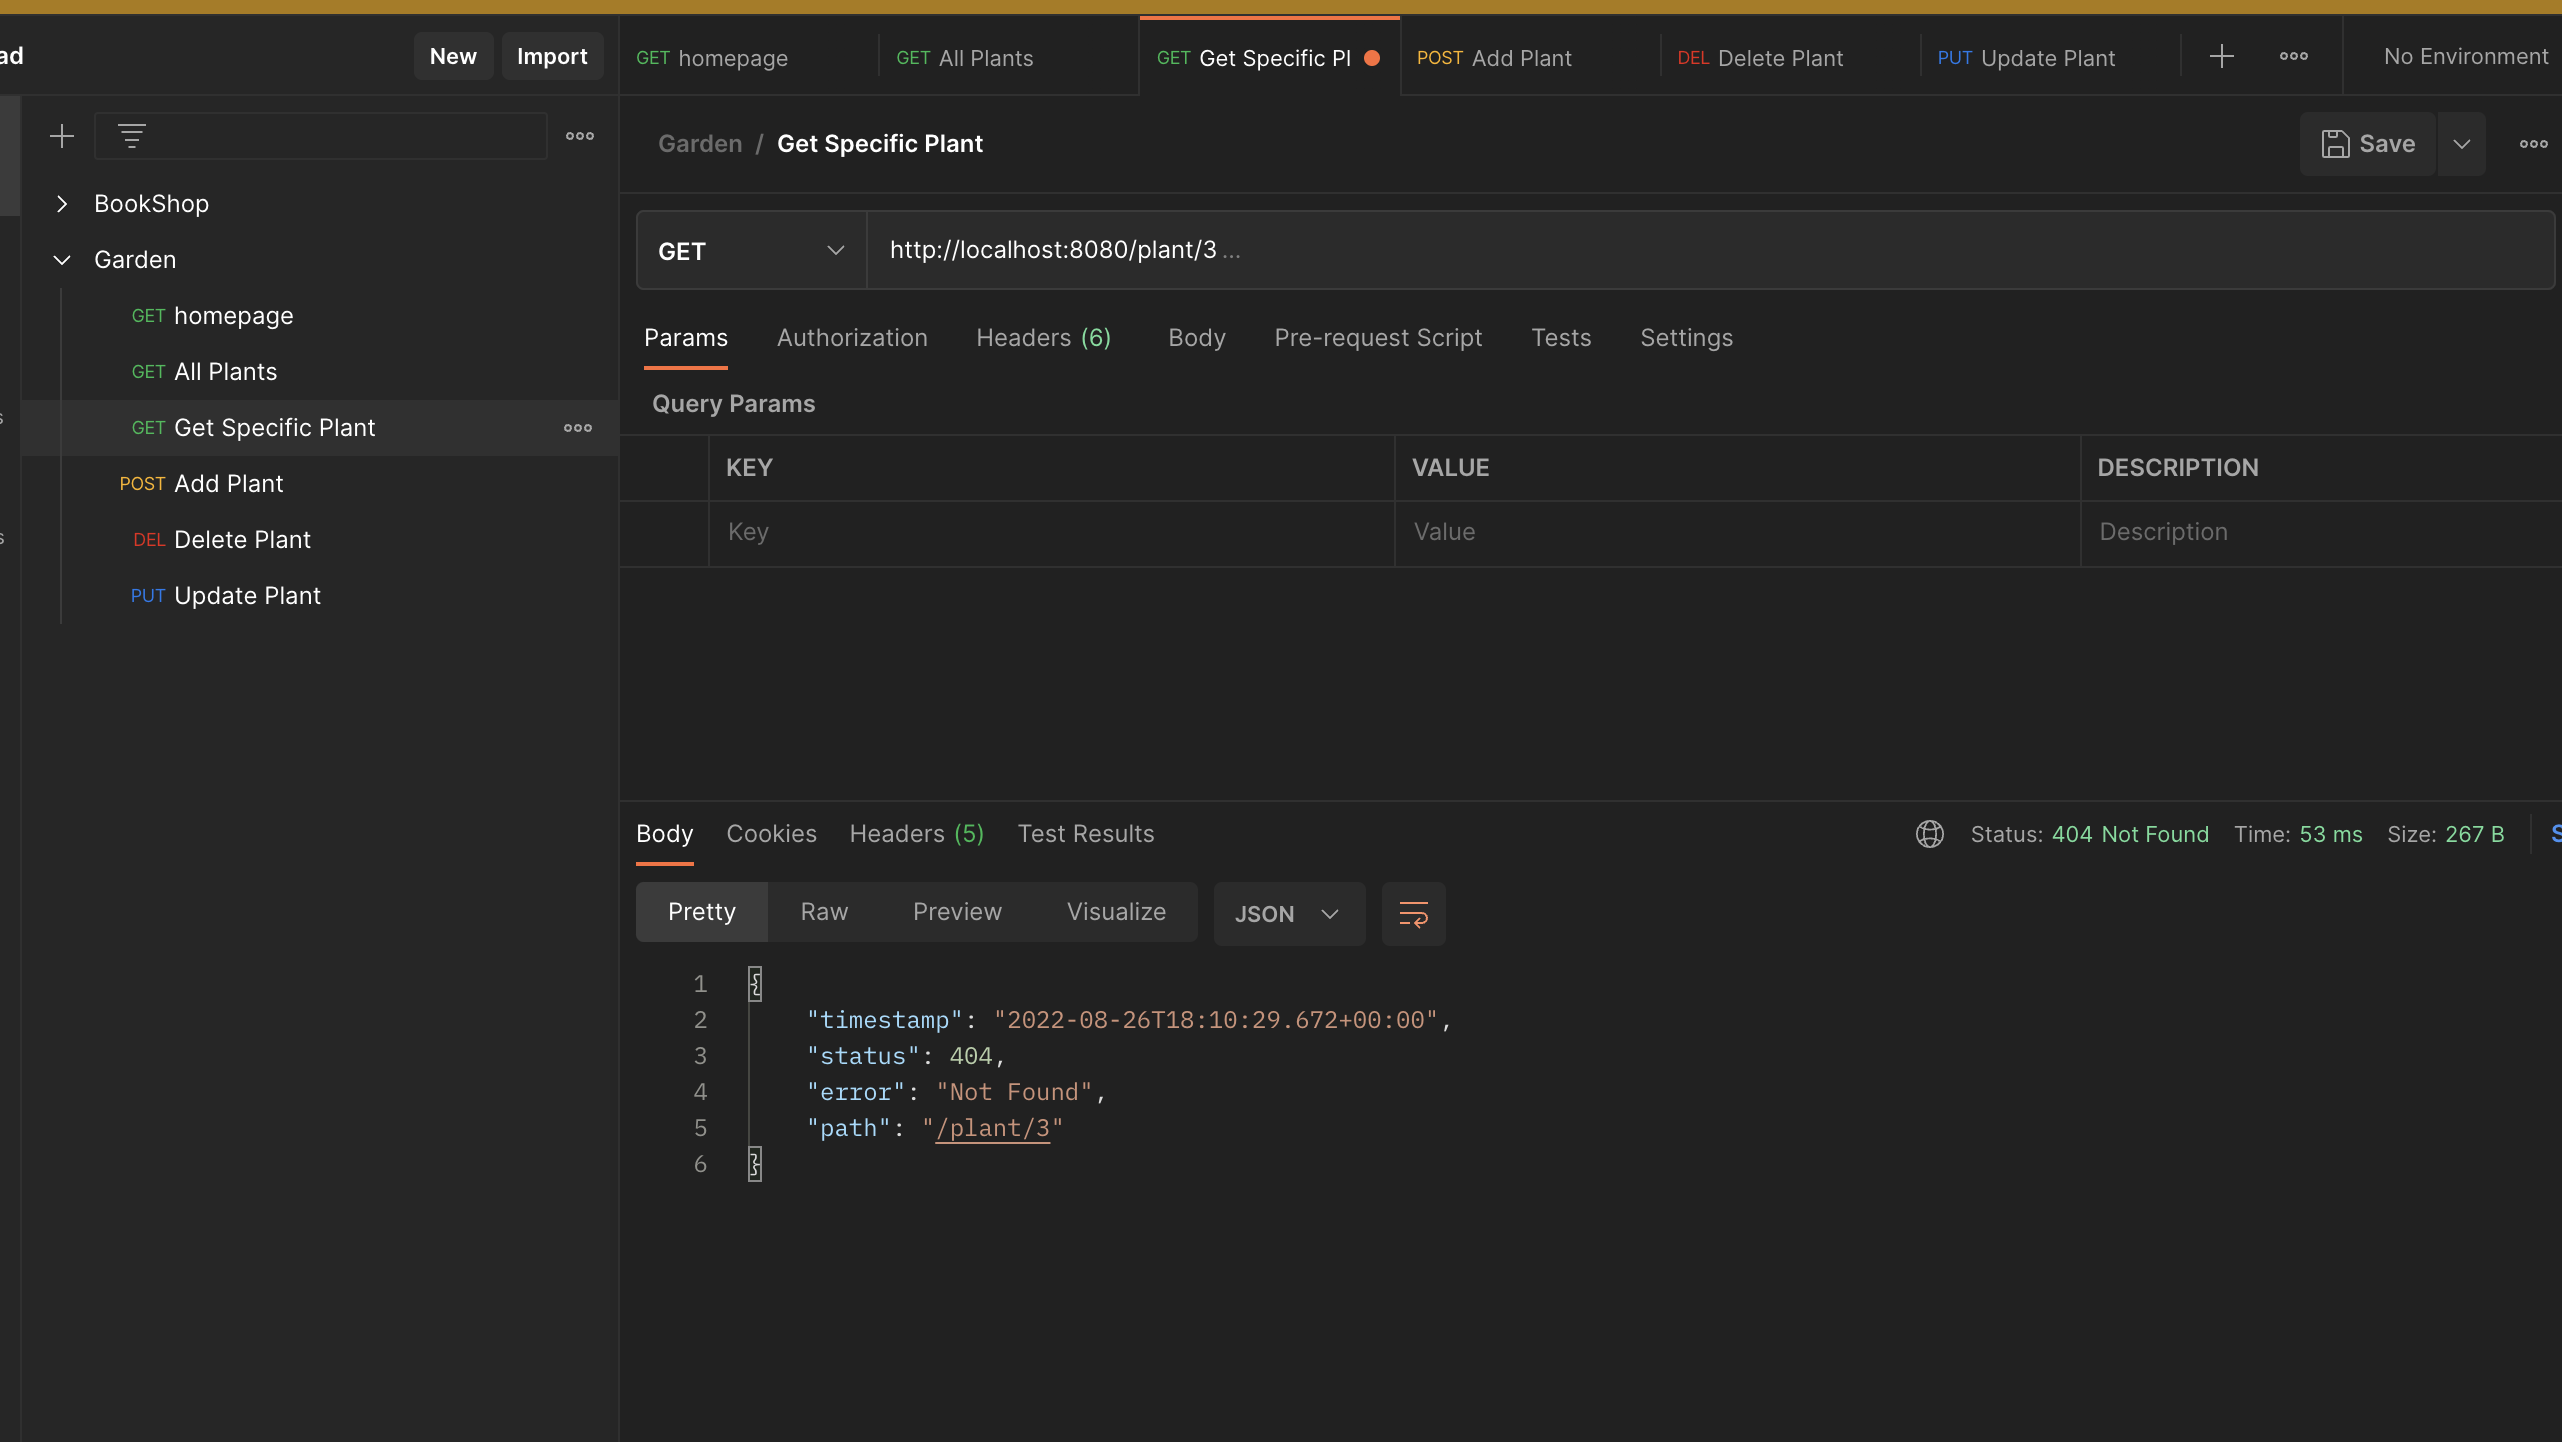 ad
New
Import
GET homepage
GET All Plants
GET Get Specific Pl
POST Add Plant
DEL Delete Plant
PUT Update Plant
No Environment
Garden / Get Specific Plant
Save
BookShop
Garden
GET homepage
GET All Plants
GET Get Specific Plant
POST Add Plant
DEL Delete Plant
PUT Update Plant
GET
http://localhost:8080/plant/3 ...
Params Authorization Headers (6) Body Pre-request Script Tests Settings
Query Params
KEY VALUE DESCRIPTION
Key Value Description
Body Cookies Headers (5) Test Results
Status: 404 Not Found Time: 53 ms Size: 267 B
Pretty Raw Preview Visualize JSON
1 {
2 "timestamp": "2022-08-26T18:10:29.672+00:00",
3 "status": 404,
4 "error": "Not Found",
5 "path": "/plant/3"
6 }